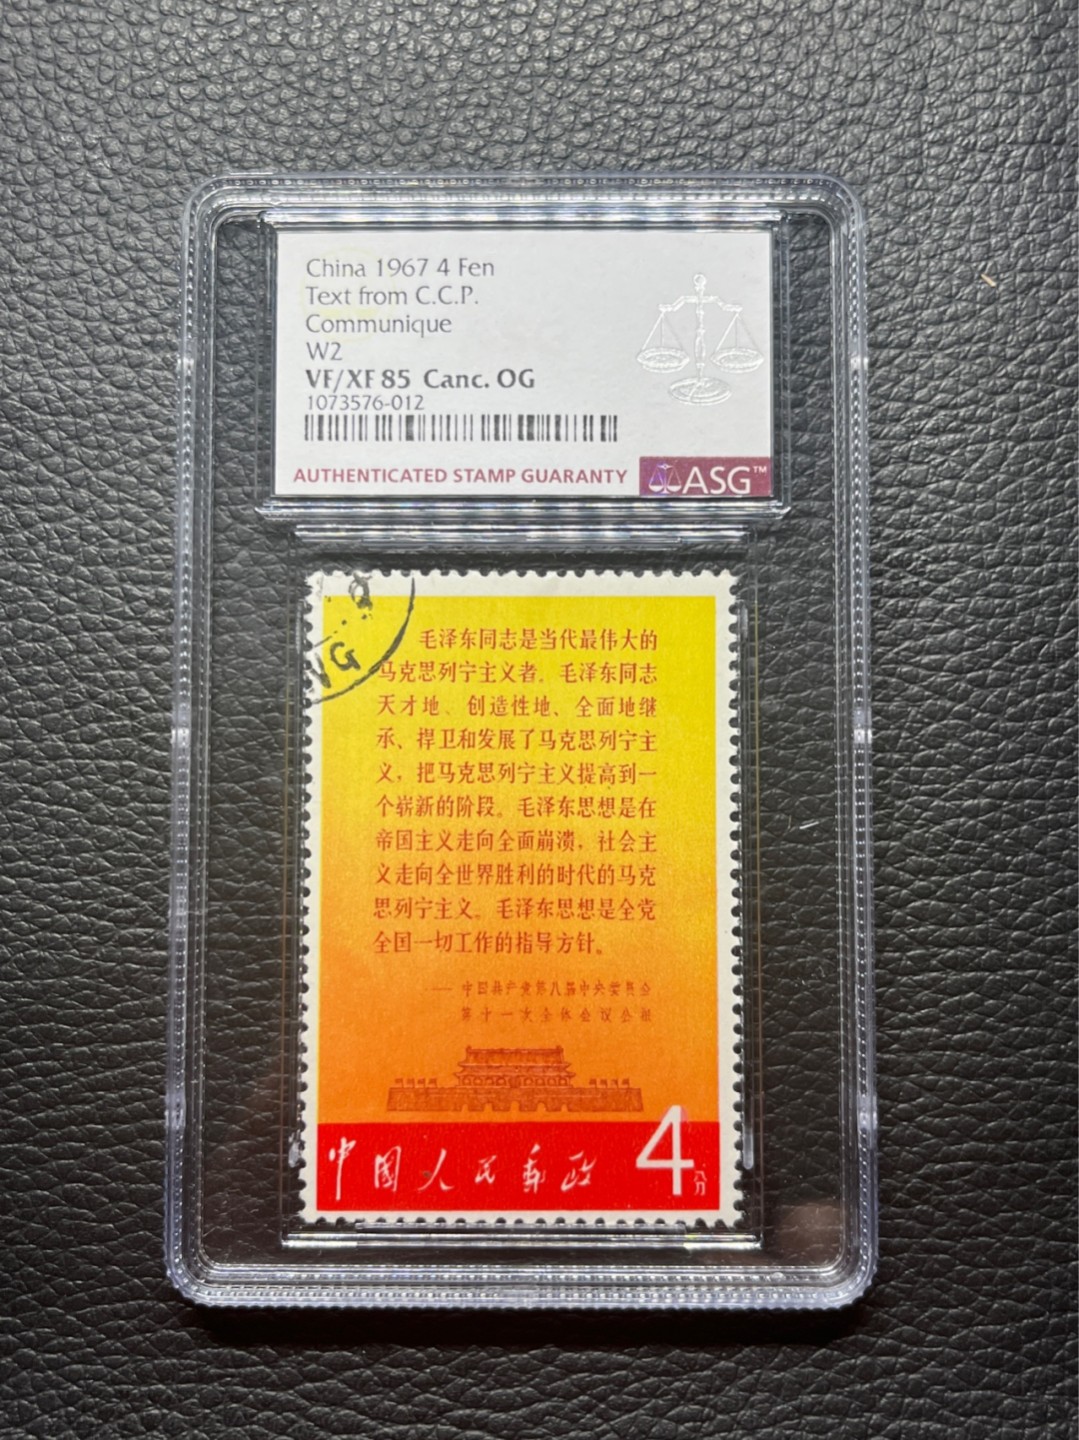 China 1967 4 Fen
Text from C.C.P.
Communique
W2
VF/XF 85 Canc. OG
1073576-012
AUTHENTICATED STAMP GUARANTY ASG™
NG
毛泽东同志是当代最伟大的
马克思列宁主义者。毛泽东同志
天才地、创造性地、全面地继
承、捍卫和发展了马克思列宁主
义，把马克思列宁主义提高到一
个崭新的阶段。毛泽东思想是在
帝国主义走向全面崩溃，社会主
义走向全世界胜利的时代的马克
思列宁主义。毛泽东思想是全党
全国一切工作的指导方针。
——中国共产党第八届中央委员会
第十一次全体会议公报
中国人民邮政 4分